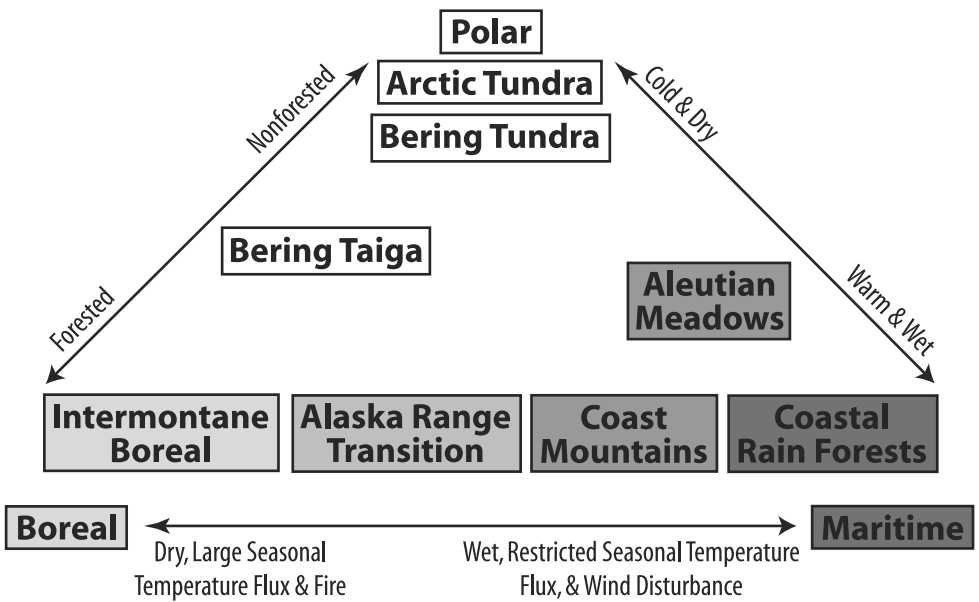 Polar
Arctic Tundra
Bering Tundra
Nonforested
Cold & Dry
Bering Taiga
Aleutian
Meadows
Forested
Warm & Wet
Intermontane
Boreal
Alaska Range
Transition
Coast
Mountains
Coastal
Rain Forests
Boreal
Maritime
Dry, Large Seasonal
Temperature Flux & Fire
Wet, Restricted Seasonal Temperature
Flux, & Wind Disturbance